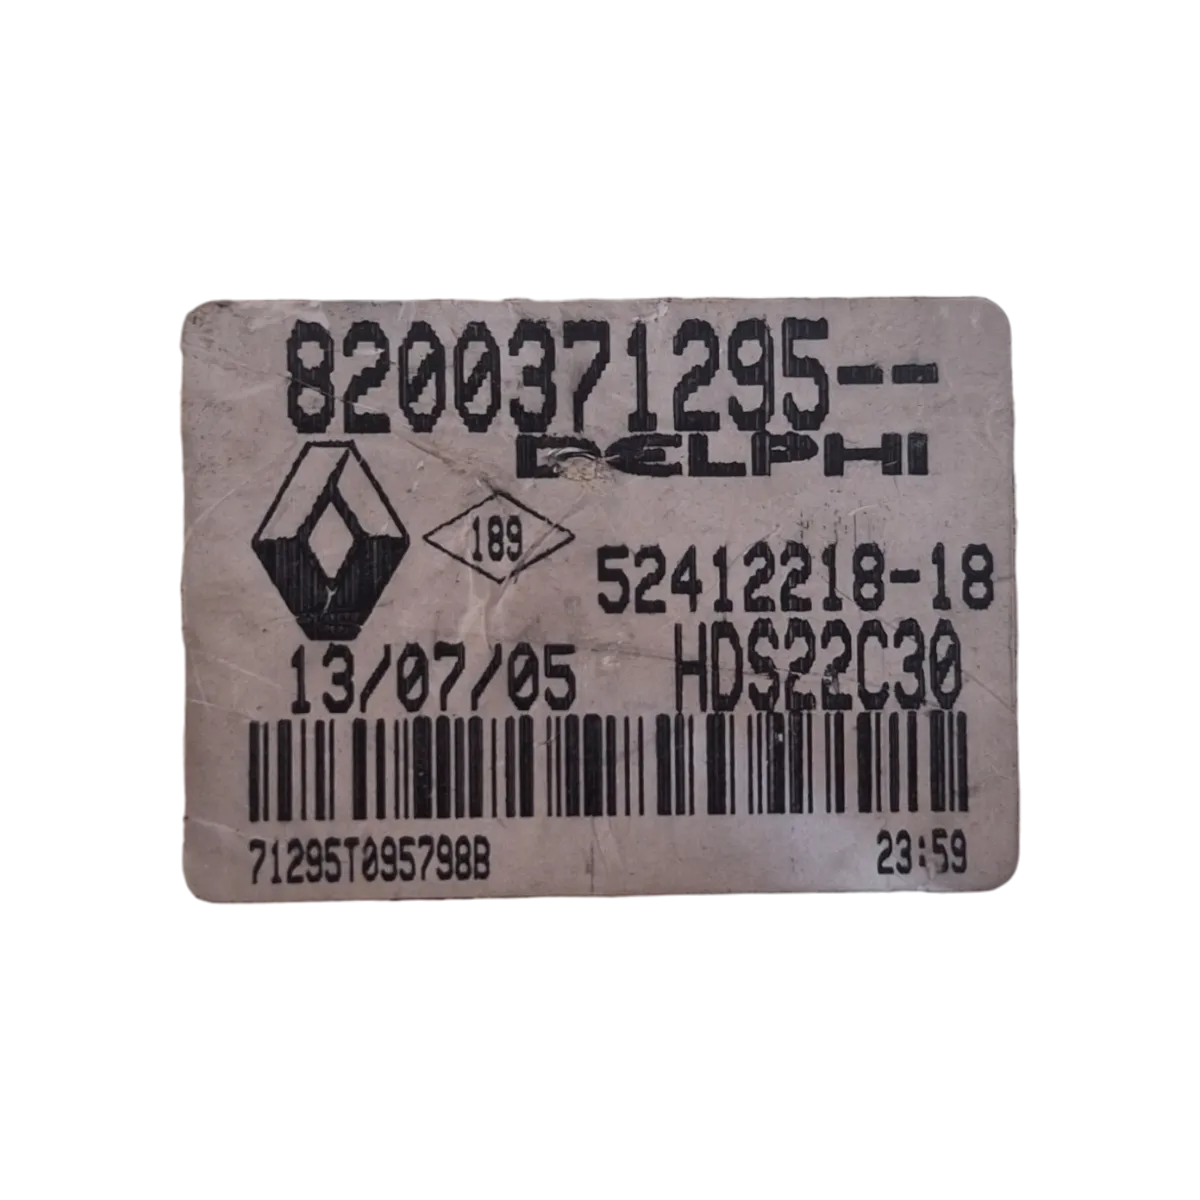 8200371295--
DELPHI
189
52412218-18
13/07/05 HDS22C30
71295T095798B 23:59